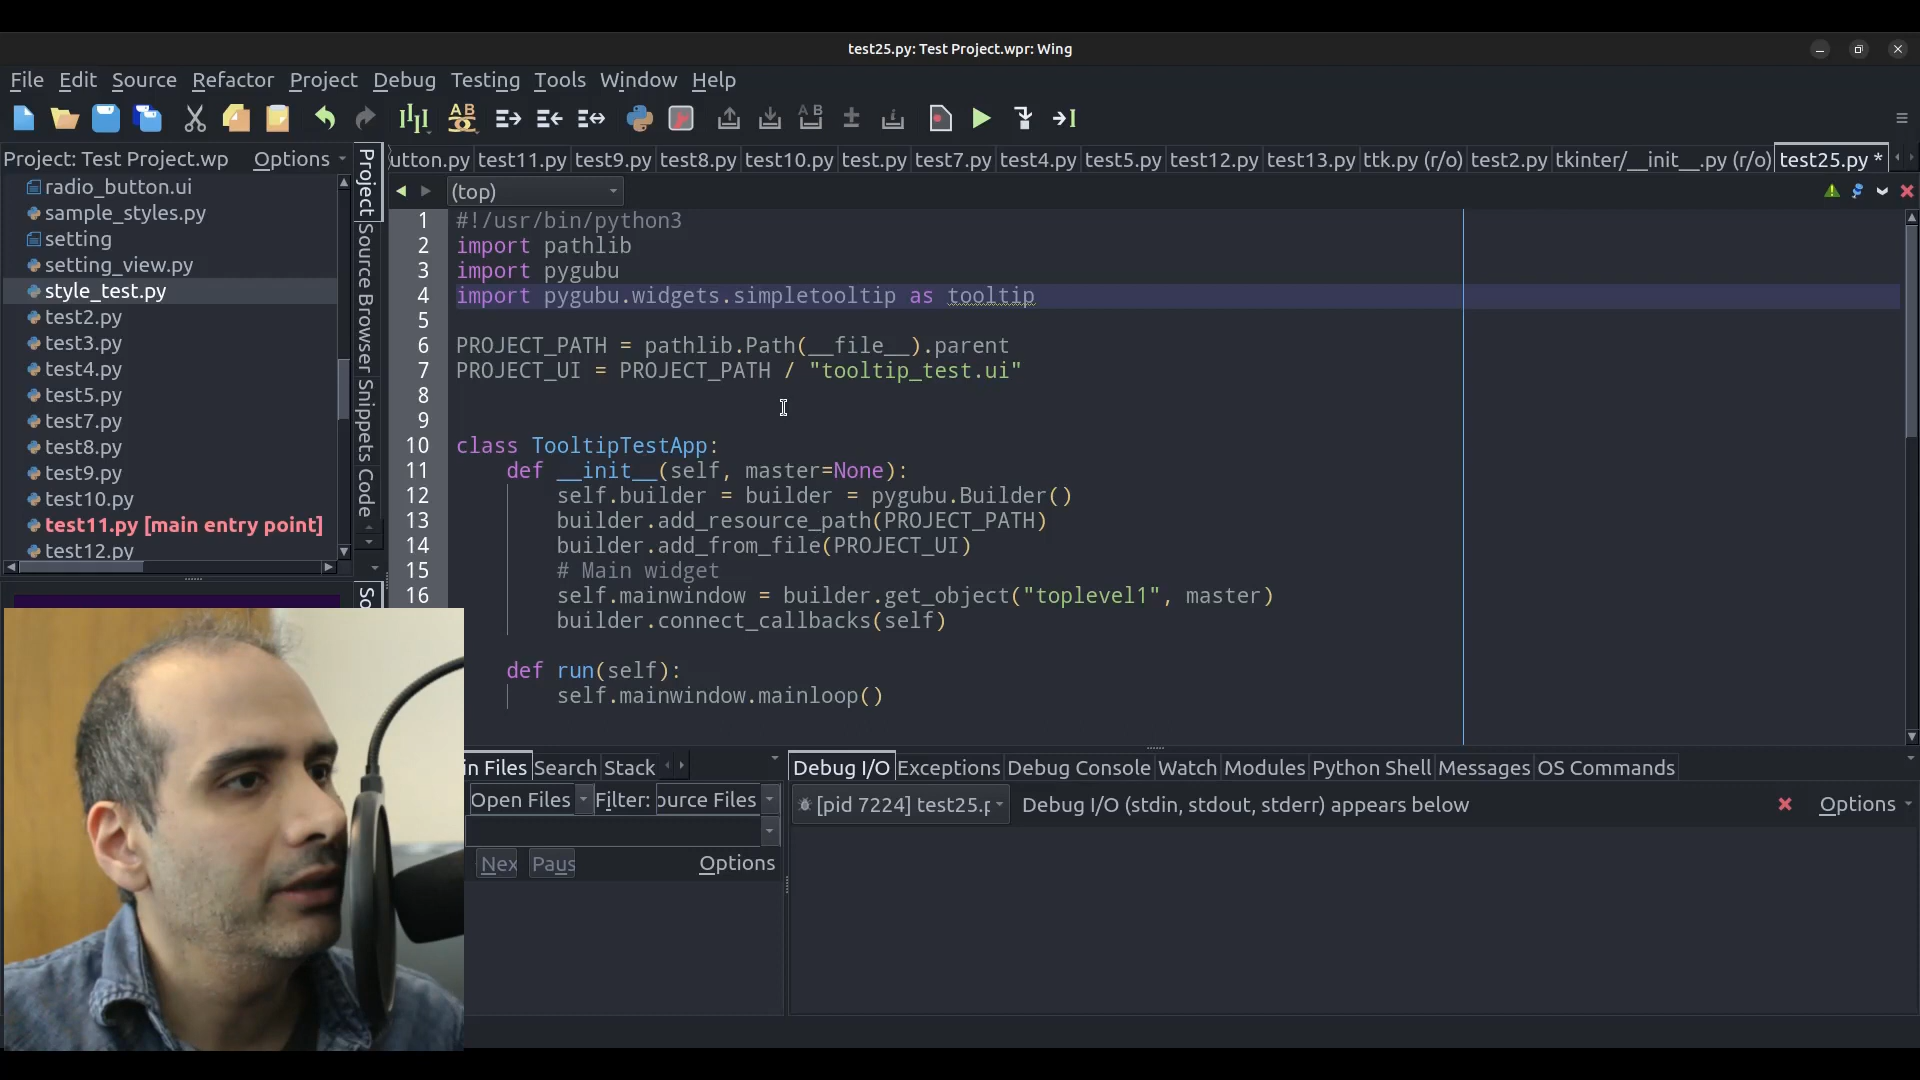 test25.py: Test Project.wpr: Wing
File Edit Source Refactor Project Debug Testing Tools Window Help
Project: Test Project.wp Options
utton.py test11.py test9.py test8.py test10.py test.py test7.py test4.py test5.py test12.py test13.py ttk.py (r/o) test2.py tkinter/__init__.py (r/o) test25.py *
(top)
radio_button.ui
sample_styles.py
setting
setting_view.py
style_test.py
test2.py
test3.py
test4.py
test5.py
test7.py
test8.py
test9.py
test10.py
test11.py [main entry point]
test12.py
Project
Source Browser
Snippets
Code
So
1 #!/usr/bin/python3
2 import pathlib
3 import pygubu
4 import pygubu.widgets.simpletooltip as tooltip
5
6 PROJECT_PATH = pathlib.Path(__file__).parent
7 PROJECT_UI = PROJECT_PATH / "tooltip_test.ui"
8
9
10 class TooltipTestApp:
11 def __init__(self, master=None):
12 self.builder = builder = pygubu.Builder()
13 builder.add_resource_path(PROJECT_PATH)
14 builder.add_from_file(PROJECT_UI)
15 # Main widget
16 self.mainwindow = builder.get_object("toplevel1", master)
builder.connect_callbacks(self)
def run(self):
self.mainwindow.mainloop()
in Files Search Stack
Open Files Filter: ource Files
Nex Paus Options
Debug I/O Exceptions Debug Console Watch Modules Python Shell Messages OS Commands
[pid 7224] test25.p Debug I/O (stdin, stdout, stderr) appears below Options